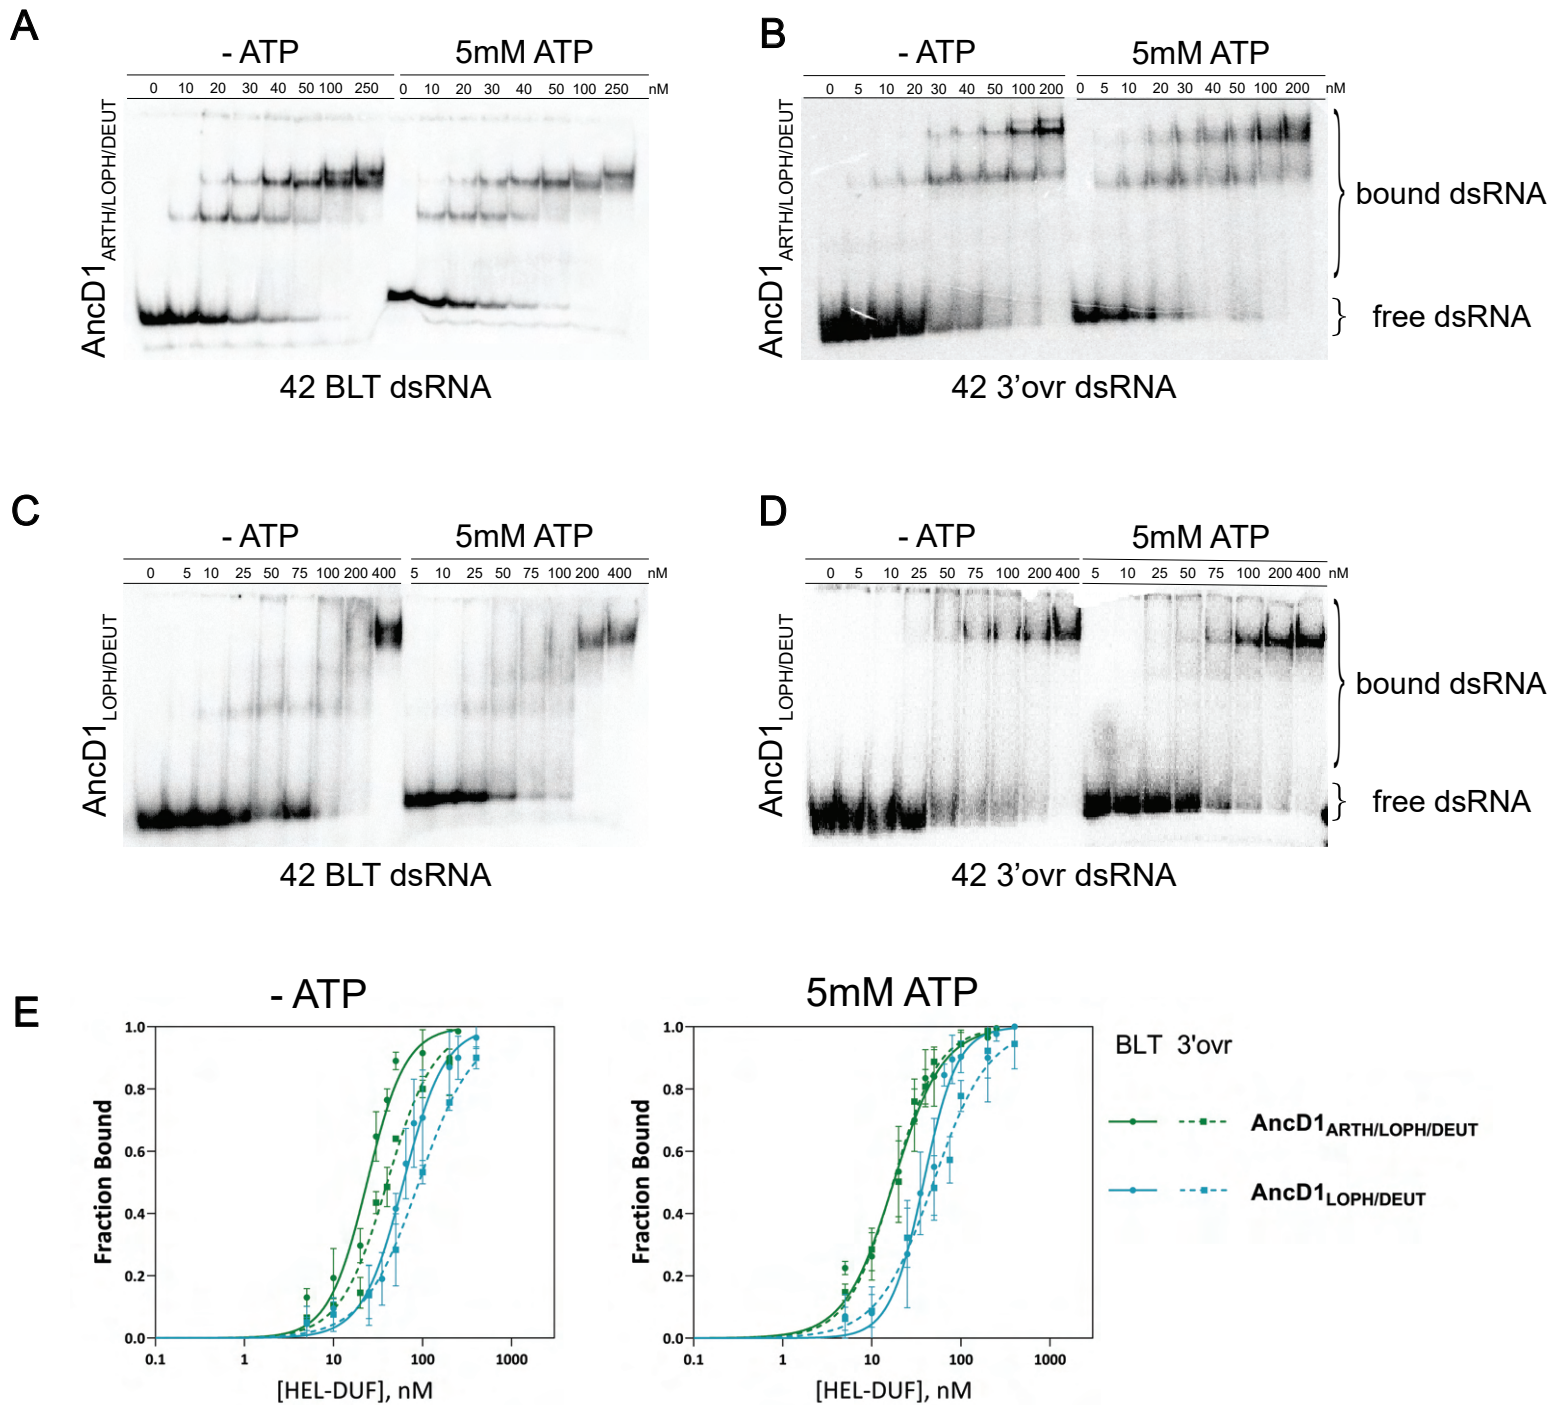 A
- ATP 5mM ATP
0 10 20 30 40 50 100 250 0 10 20 30 40 50 100 250 nM
AncD1ARTH/LOPH/DEUT
42 BLT dsRNA
B
- ATP 5mM ATP
0 5 10 20 30 40 50 100 200 0 5 10 20 30 40 50 100 200 nM
AncD1ARTH/LOPH/DEUT
bound dsRNA
free dsRNA
42 3'ovr dsRNA
C
- ATP 5mM ATP
0 5 10 25 50 75 100 200 400 5 10 25 50 75 100 200 400 nM
AncD1LOPH/DEUT
42 BLT dsRNA
D
- ATP 5mM ATP
0 5 10 25 50 75 100 200 400 5 10 25 50 75 100 200 400 nM
AncD1LOPH/DEUT
bound dsRNA
free dsRNA
42 3'ovr dsRNA
E
- ATP
Fraction Bound
1.0
0.8
0.6
0.4
0.2
0.0
0.1 1 10 100 1000
[HEL-DUF], nM
5mM ATP
Fraction Bound
1.0
0.8
0.6
0.4
0.2
0.0
0.1 1 10 100 1000
[HEL-DUF], nM
BLT 3'ovr
AncD1ARTH/LOPH/DEUT
AncD1LOPH/DEUT